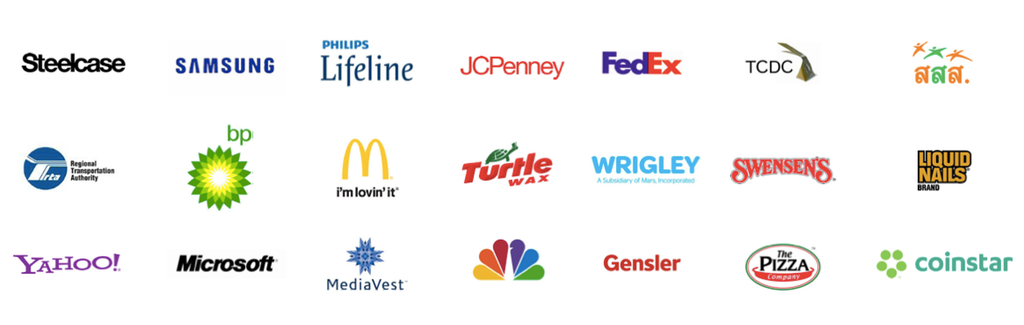 Steelcase
SAMSUNG
PHILIPS
Lifeline
JCPenney
FedEx
TCDC
สสส.
rta
Regional
Transportation
Authority
bp
i'm lovin' it®
Turtle
WAX
WRIGLEY
A Subsidiary of Mars, Incorporated
SWENSEN'S
LIQUID
NAILS®
BRAND
YAHOO!
Microsoft
MediaVest
Gensler
The
PIZZA
Company
coinstar